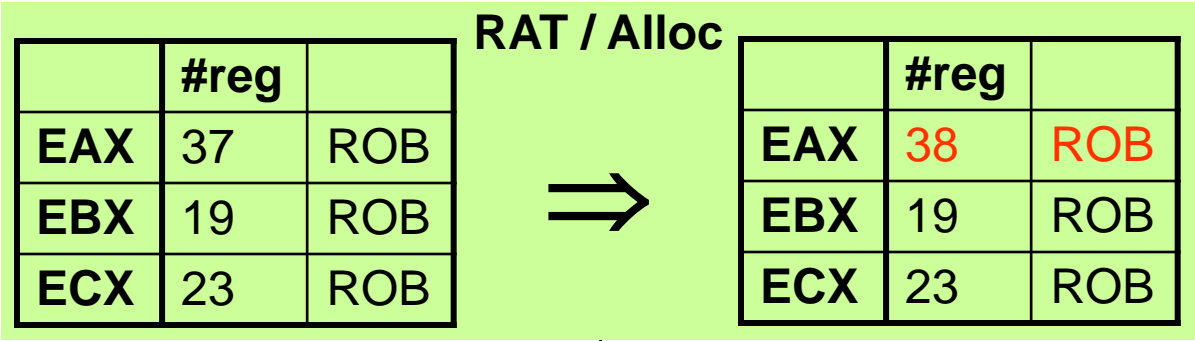 RAT / Alloc
#reg
EAX 37 ROB
EBX 19 ROB
ECX 23 ROB
⇒
#reg
EAX 38 ROB
EBX 19 ROB
ECX 23 ROB